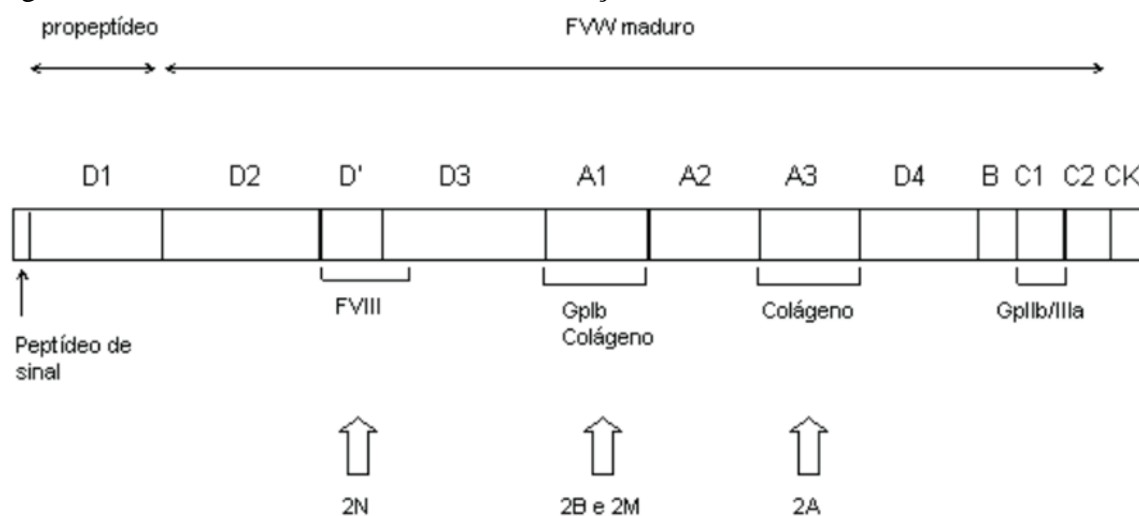 propeptídeo FVW maduro
D1 D2 D' D3 A1 A2 A3 D4 B C1 C2 CK
FVIII GpIb Colágeno GpIIb/IIIa
Colágeno
Peptídeo de
sinal
2N 2B e 2M 2A